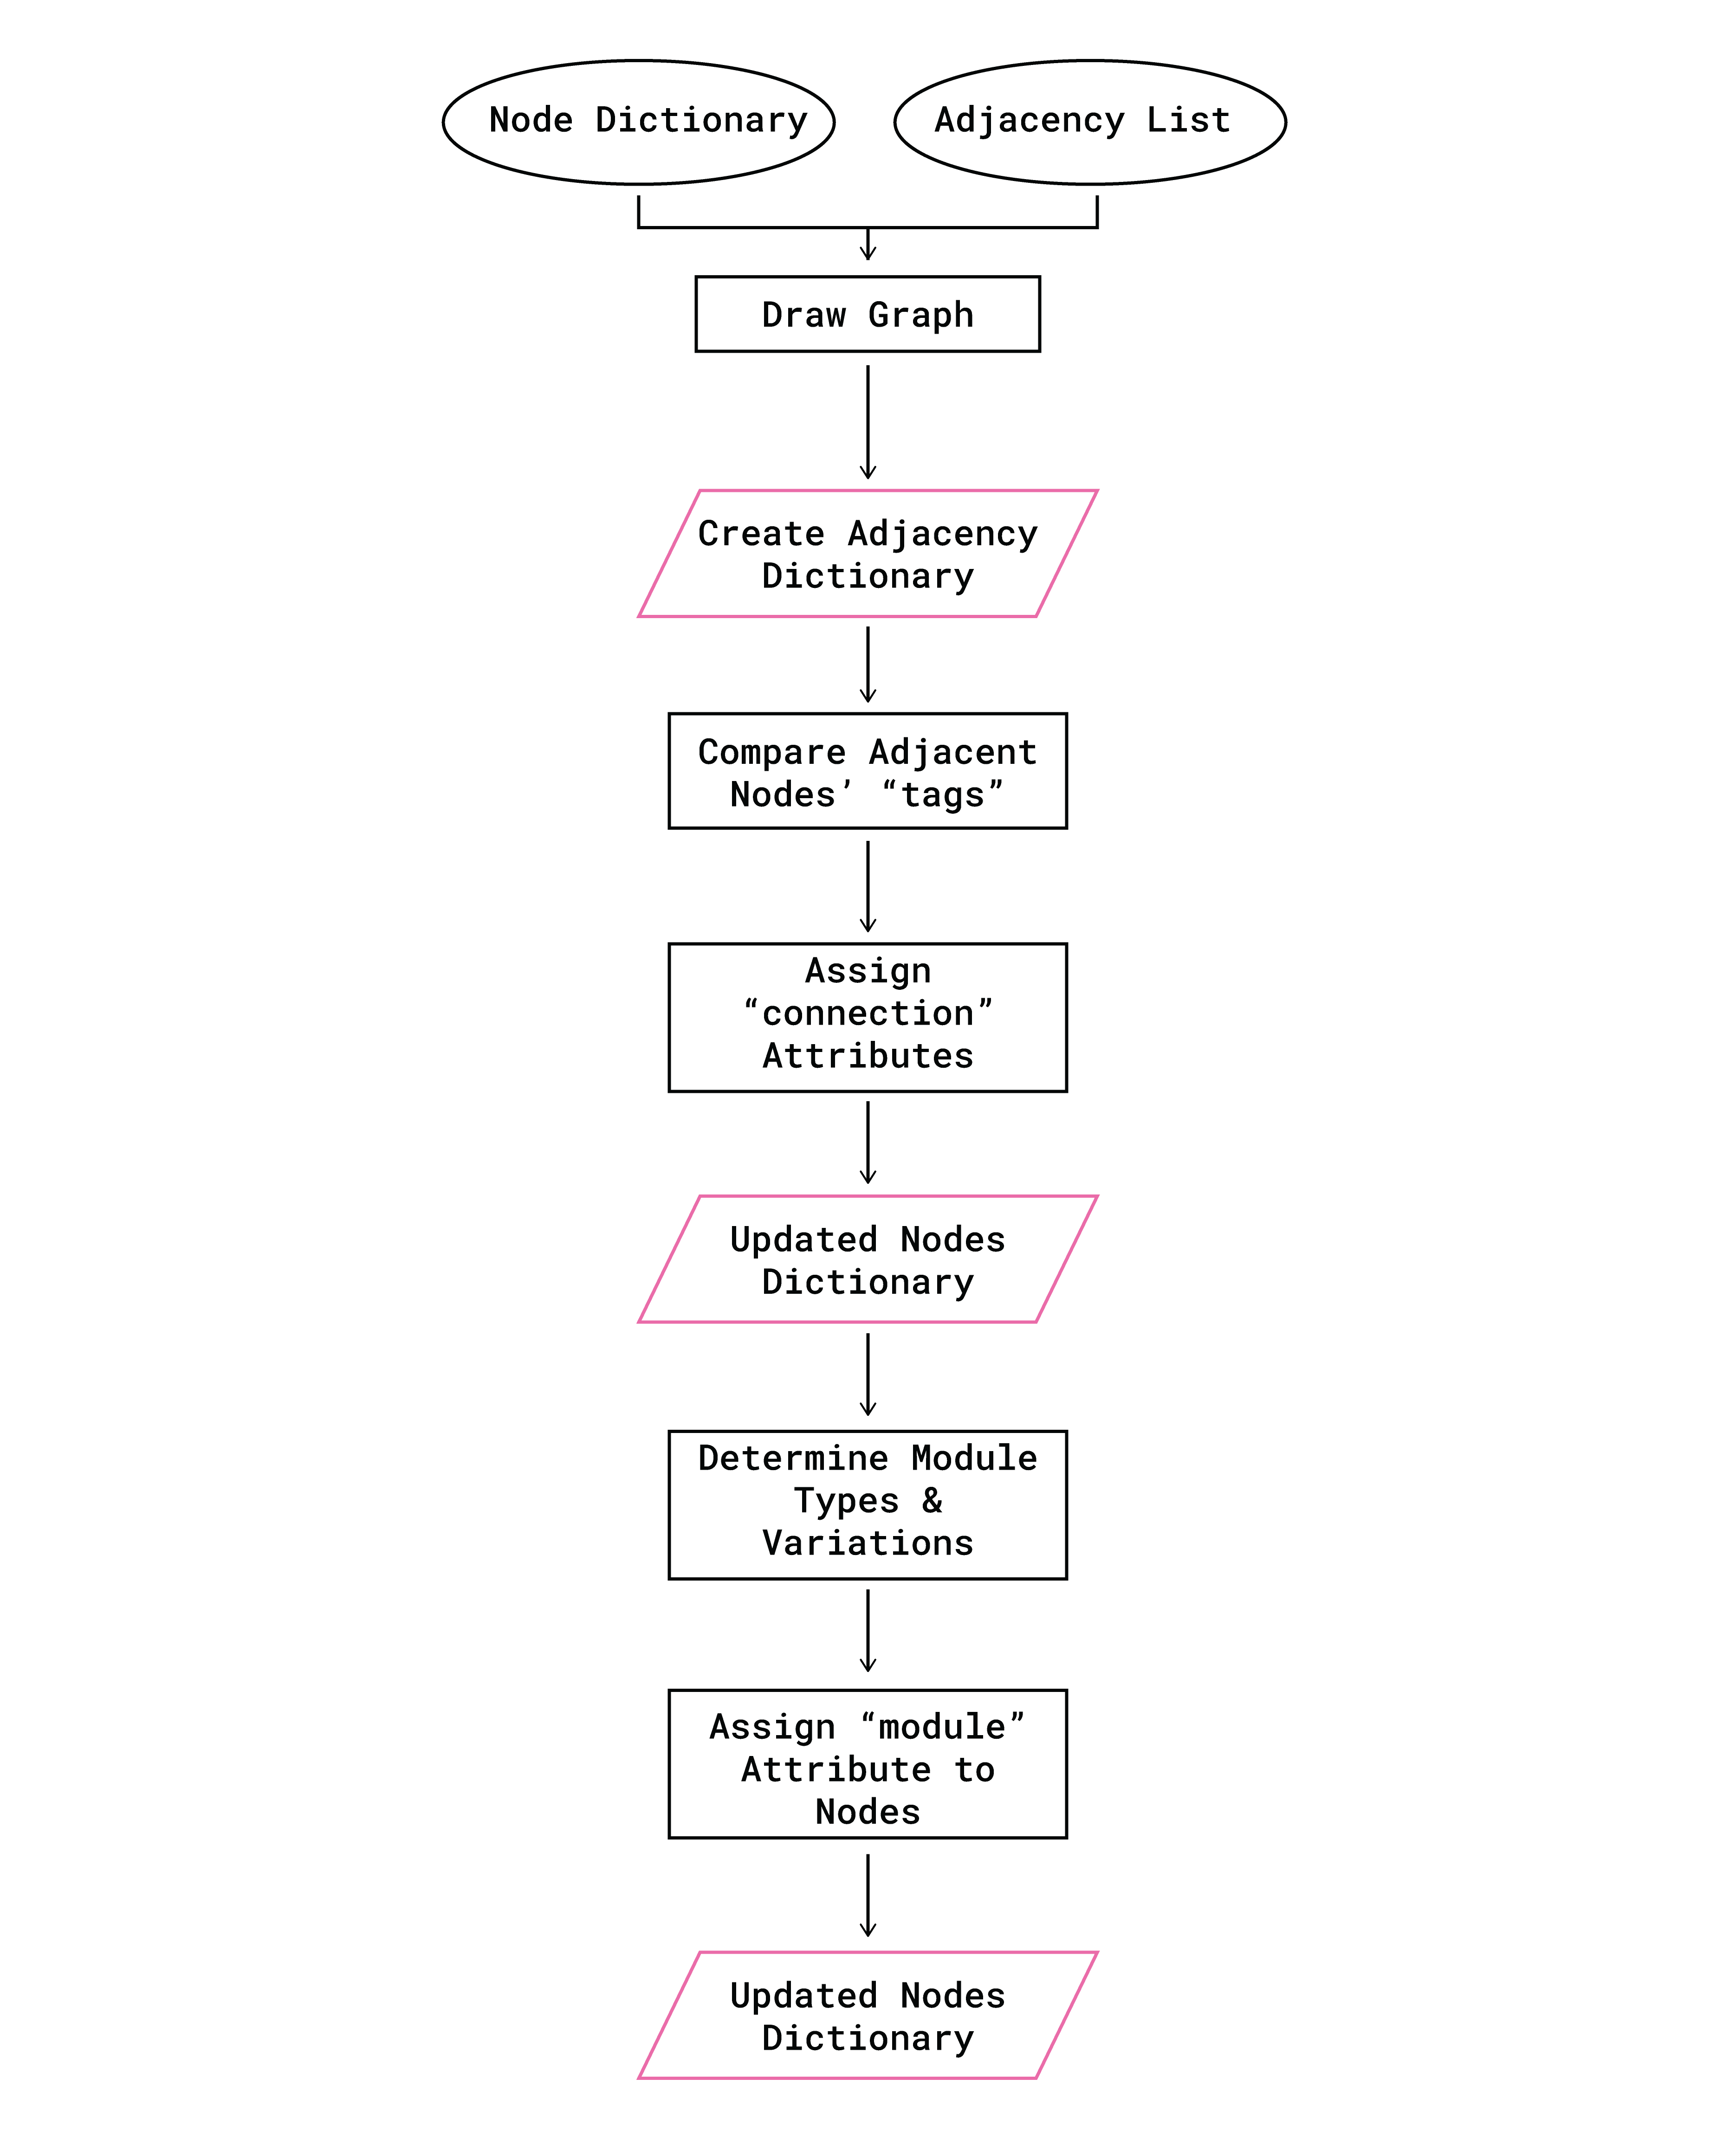 Node Dictionary
Adjacency List
Draw Graph
Create Adjacency
Dictionary
Compare Adjacent
Nodes’ “tags”
Assign
“connection”
Attributes
Updated Nodes
Dictionary
Determine Module
Types &
Variations
Assign “module”
Attribute to
Nodes
Updated Nodes
Dictionary